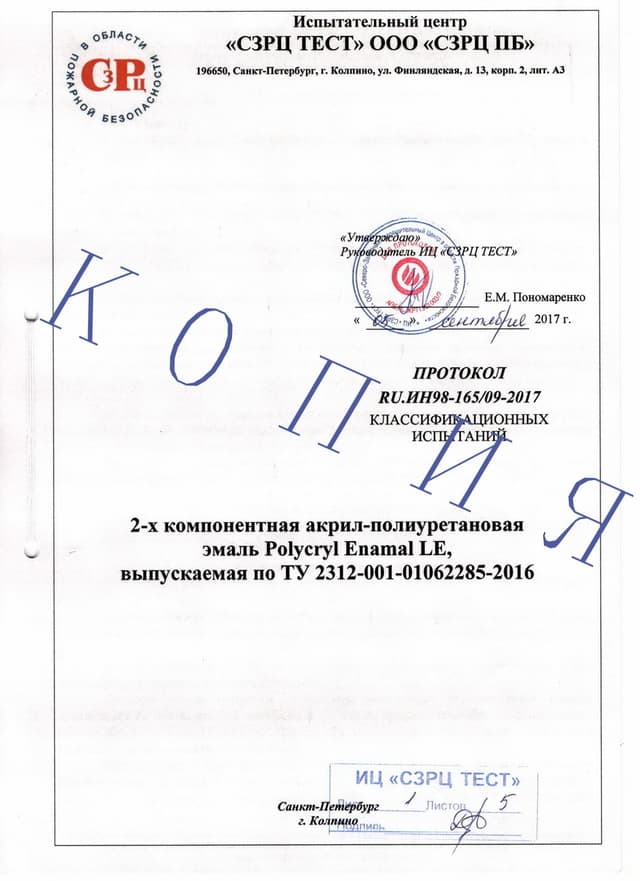 Испытательный центр
«СЗРЦ ТЕСТ» ООО «СЗРЦ ПБ»
196650, Санкт-Петербург, г. Колпино, ул. Финляндская, д. 13, корп. 2, лит. А3
В ОБЛАСТИ ПОЖАРНОЙ БЕЗОПАСНОСТИ
СЗРЦ
«Утверждаю»
Руководитель ИЦ «СЗРЦ ТЕСТ»
Е.М. Пономаренко
« 05 » сентября 2017 г.
ПРОТОКОЛ
RU.ИН98-165/09-2017
КЛАССИФИКАЦИОННЫХ
ИСПЫТАНИЙ
КОПИЯ
2-х компонентная акрил-полиуретановая
эмаль Polycryl Enamal LE,
выпускаемая по ТУ 2312-001-01062285-2016
ИЦ «СЗРЦ ТЕСТ»
Лист 1 Листов 5
Подпись
Санкт-Петербург
г. Колпино